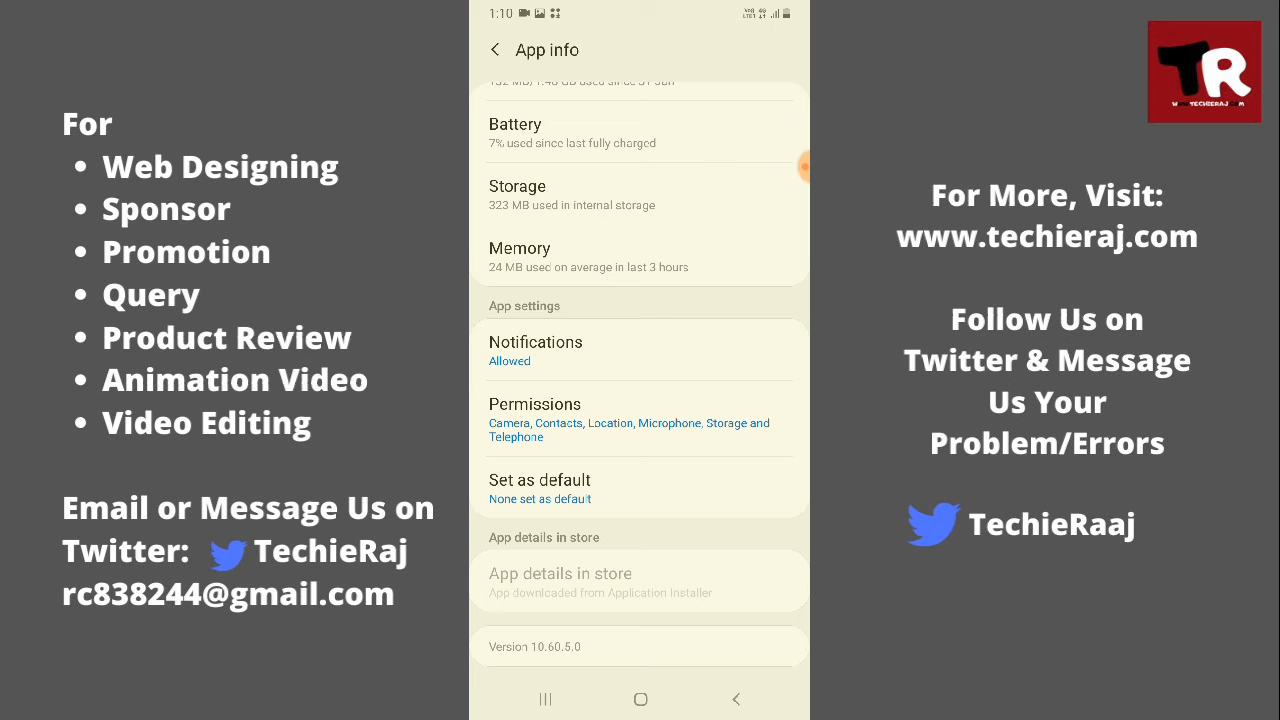 For
Web Designing
Sponsor
Promotion
Query
Product Review
Animation Video
Video Editing
Email or Message Us on
Twitter: TechieRaj
rc838244@gmail.com
1:10
App info
Battery
7% used since last fully charged
Storage
323 MB used in internal storage
Memory
24 MB used on average in last 3 hours
App settings
Notifications
Allowed
Permissions
Camera, Contacts, Location, Microphone, Storage and
Telephone
Set as default
None set as default
App details in store
App details in store
App downloaded from Application Installer
Version 10.60.5.0
TR
For More, Visit:
www.techieraj.com
Follow Us on
Twitter & Message
Us Your
Problem/Errors
TechieRaaj